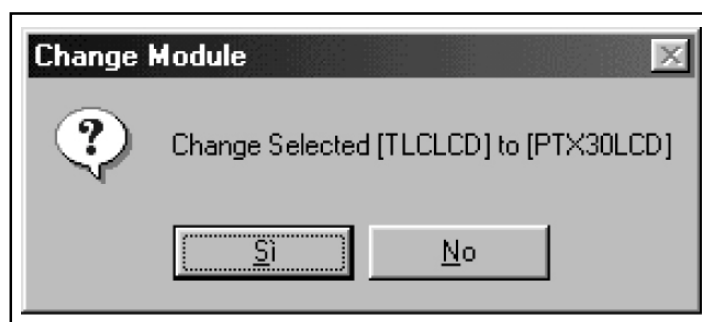 Change Module
Change Selected [TLCLCD] to [PTX30LCD]
Sì
No